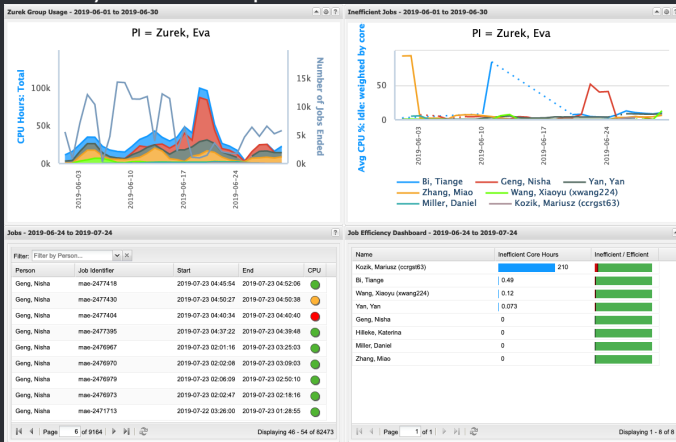 Zurek Group Usage - 2019-06-01 to 2019-06-30
PI = Zurek, Eva
CPU Hours: Total
100k
50k
0k
15k
10k
5k
0k
Number of Jobs Ended
2019-06-03
2019-06-10
2019-06-17
2019-06-24
Inefficient Jobs - 2019-06-01 to 2019-06-30
PI = Zurek, Eva
Avg CPU %: Idle: weighted by core
50
0
2019-06-03
2019-06-10
2019-06-17
2019-06-24
Bi, Tiange
Geng, Nisha
Yan, Yan
Zhang, Miao
Wang, Xiaoyu (xwang224)
Miller, Daniel
Kozik, Mariusz (ccrgst63)
Jobs - 2019-06-24 to 2019-07-24
Filter: Filter by Person...
Person Job Identifier Start End CPU
Geng, Nisha mae-2477418 2019-07-23 04:45:54 2019-07-23 04:52:06
Geng, Nisha mae-2477430 2019-07-23 04:50:27 2019-07-23 04:50:38
Geng, Nisha mae-2477404 2019-07-23 04:40:34 2019-07-23 04:40:40
Geng, Nisha mae-2477395 2019-07-23 04:37:22 2019-07-23 04:39:48
Geng, Nisha mae-2476967 2019-07-23 02:01:16 2019-07-23 03:25:03
Geng, Nisha mae-2476970 2019-07-23 02:02:08 2019-07-23 03:09:03
Geng, Nisha mae-2476979 2019-07-23 02:06:09 2019-07-23 02:50:10
Geng, Nisha mae-2476973 2019-07-23 02:02:47 2019-07-23 02:18:16
Geng, Nisha mae-2471713 2019-07-22 03:26:00 2019-07-23 01:28:55
Page 6 of 9164 Displaying 46 - 54 of 82473
Job Efficiency Dashboard - 2019-06-24 to 2019-07-24
Name Inefficient Core Hours Inefficient / Efficient
Kozik, Mariusz (ccrgst63) 210
Bi, Tiange 0.49
Wang, Xiaoyu (xwang224) 0.12
Yan, Yan 0.073
Geng, Nisha 0
Hilleke, Katerina 0
Miller, Daniel 0
Zhang, Miao 0
Page 1 of 1 Displaying 1 - 8 of 8